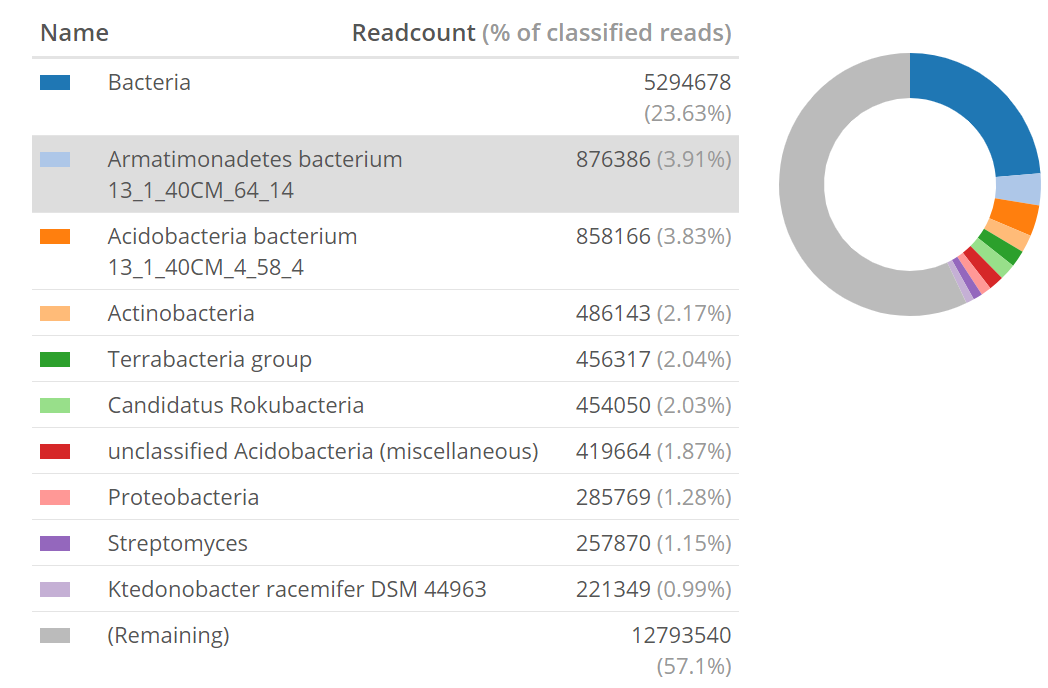 Name Readcount (% of classified reads)
Bacteria 5294678
(23.63%)
Armatimonadetes bacterium 876386 (3.91%)
13_1_40CM_64_14
Acidobacteria bacterium 858166 (3.83%)
13_1_40CM_4_58_4
Actinobacteria 486143 (2.17%)
Terrabacteria group 456317 (2.04%)
Candidatus Rokubacteria 454050 (2.03%)
unclassified Acidobacteria (miscellaneous) 419664 (1.87%)
Proteobacteria 285769 (1.28%)
Streptomyces 257870 (1.15%)
Ktedonobacter racemifer DSM 44963 221349 (0.99%)
(Remaining) 12793540
(57.1%)